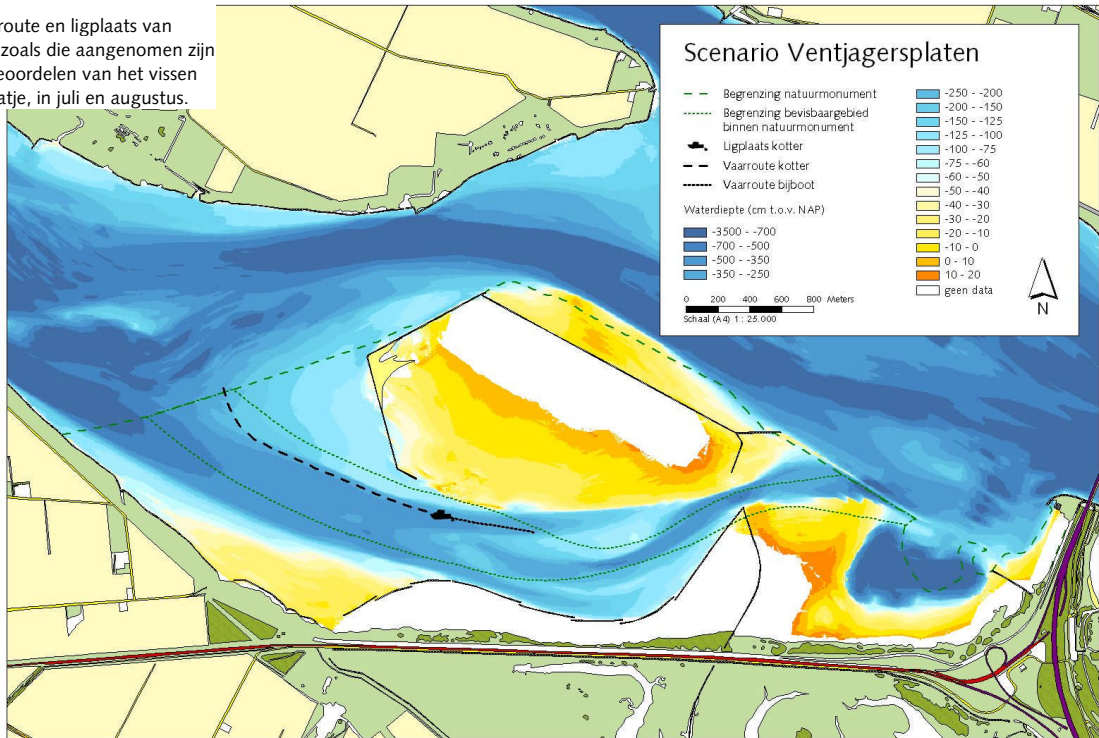 route en ligplaats van
zoals die aangenomen zijn
eoordelen van het vissen
atje, in juli en augustus.
Scenario Ventjagersplaten
Begrenzing natuurmonument
Begrenzing bevisbaargebied
binnen natuurmonument
Ligplaats kotter
Vaarroute kotter
Vaarroute bijboot
Waterdiepte (cm t.o.v. NAP)
-3500 - -700
-700 - -500
-500 - -350
-350 - -250
-250 - -200
-200 - -150
-150 - -125
-125 - -100
-100 - -75
-75 - -60
-60 - -50
-50 - -40
-40 - -30
-30 - -20
-20 - -10
-10 - 0
0 - 10
10 - 20
geen data
0 200 400 600 800 Meters
Schaal (A4) 1 : 25.000
N